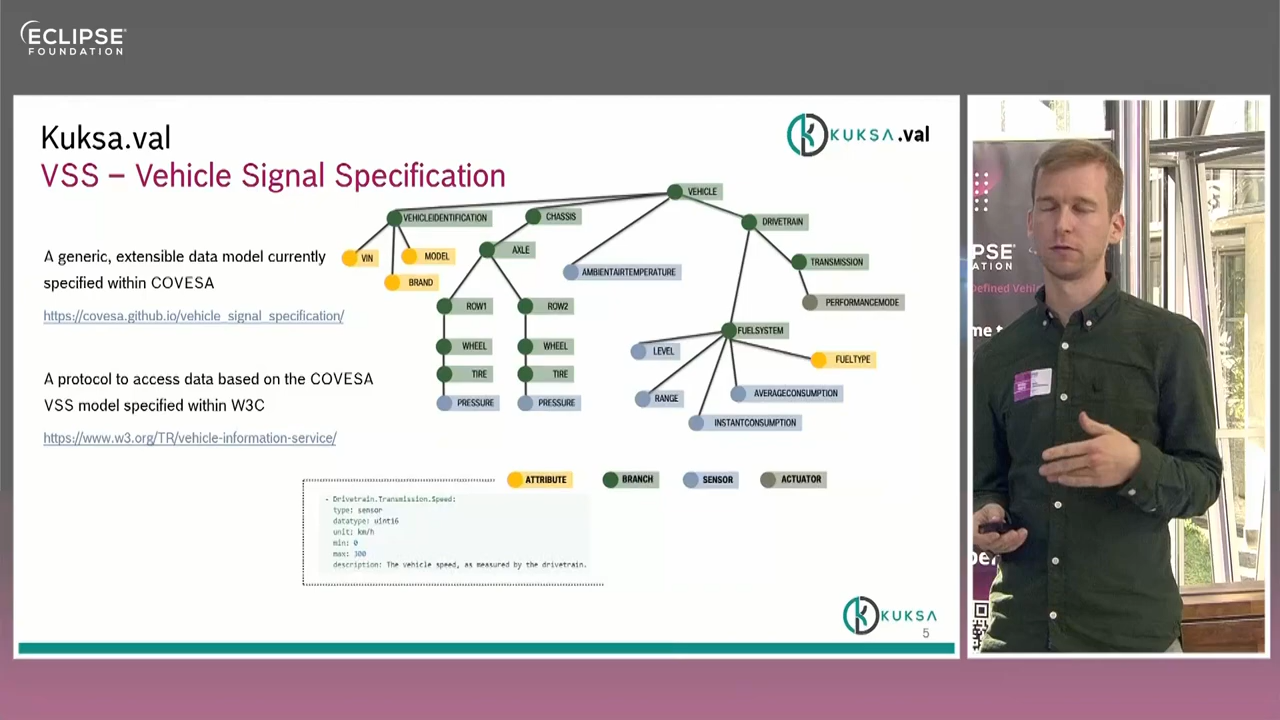 ECLIPSE
FOUNDATION
Kuksa.val
VSS – Vehicle Signal Specification
KUKSA.val
A generic, extensible data model currently
specified within COVESA
https://covesa.github.io/vehicle_signal_specification/
A protocol to access data based on the COVESA
VSS model specified within W3C
https://www.w3.org/TR/vehicle-information-service/
VEHICLE
VEHICLEIDENTIFICATION
CHASSIS
DRIVETRAIN
VIN
MODEL
BRAND
AXLE
AMBIENTAIRTEMPERATURE
TRANSMISSION
PERFORMANCEMODE
ROW1
ROW2
WHEEL
WHEEL
TIRE
TIRE
PRESSURE
PRESSURE
FUELSYSTEM
LEVEL
FUELTYPE
RANGE
AVERAGECONSUMPTION
INSTANTCONSUMPTION
ATTRIBUTE
BRANCH
SENSOR
ACTUATOR
- Drivetrain.Transmission.Speed:
type: sensor
datatype: uint16
unit: km/h
min: 0
max: 300
description: The vehicle speed, as measured by the drivetrain.
KUKSA
5